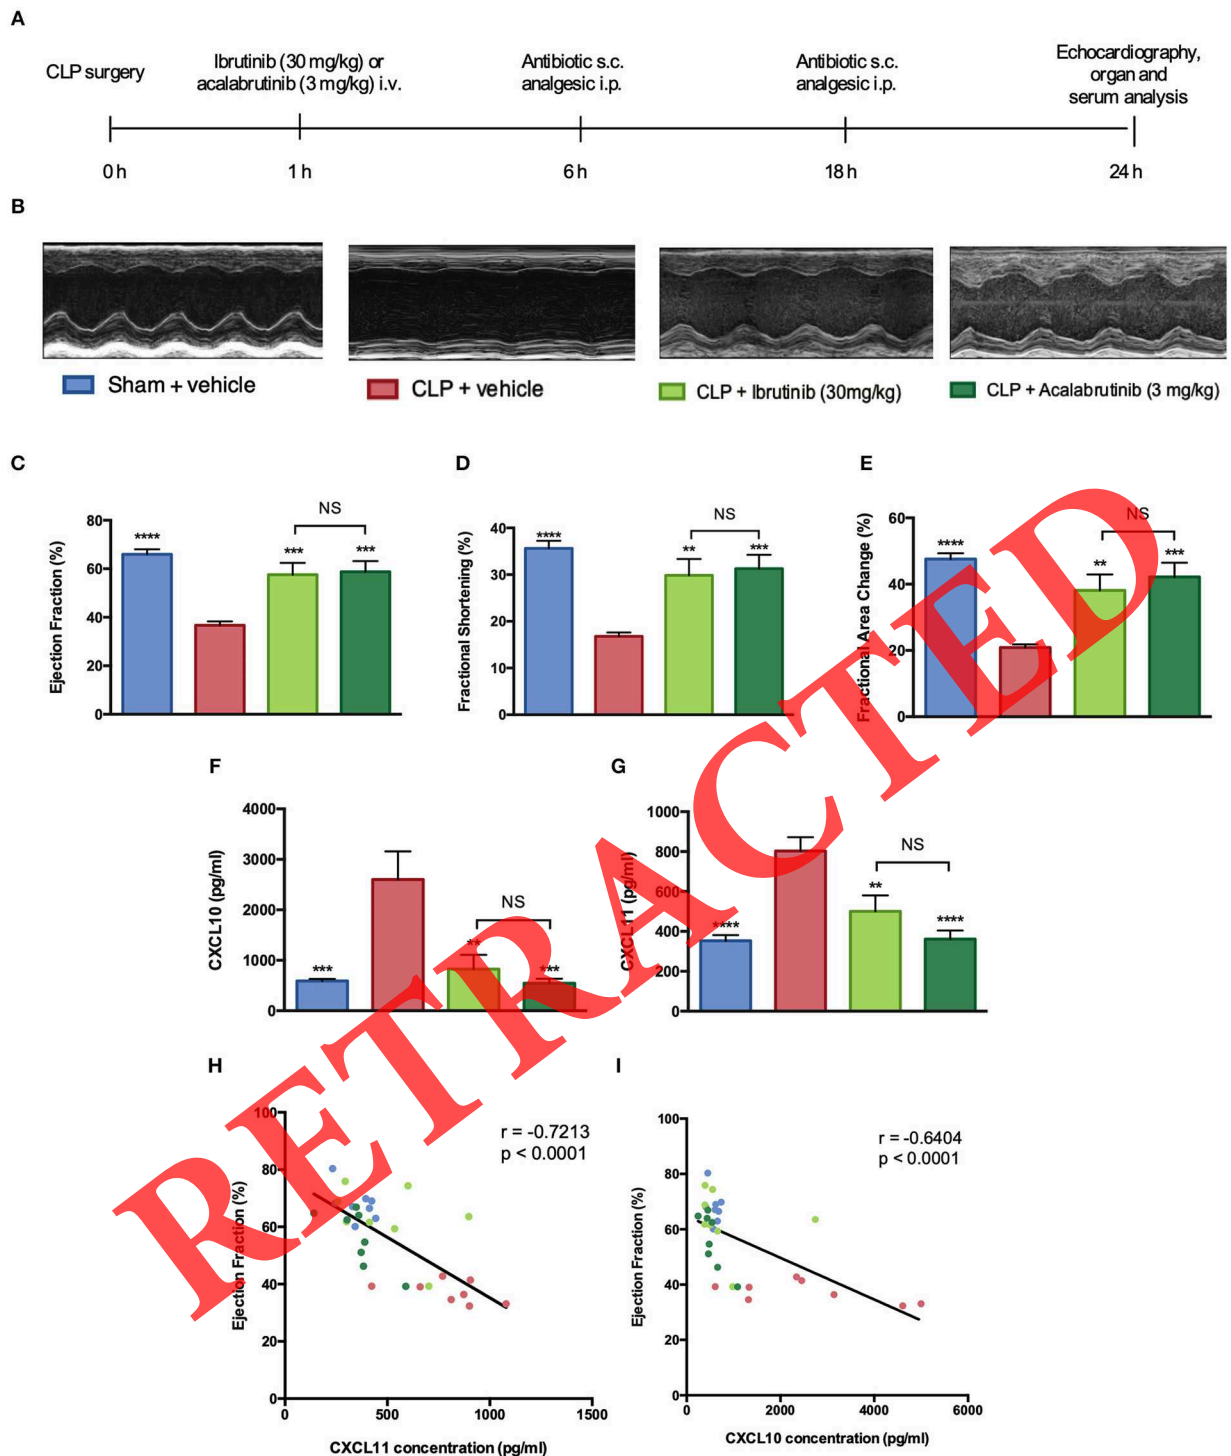 A
CLP surgery
Ibrutinib (30 mg/kg) or
acalabrutinib (3 mg/kg) i.v.
Antibiotic s.c.
analgesic i.p.
Antibiotic s.c.
analgesic i.p.
Echocardiography,
organ and
serum analysis
0 h
1 h
6 h
18 h
24 h
B
Sham + vehicle
CLP + vehicle
CLP + Ibrutinib (30mg/kg)
CLP + Acalabrutinib (3 mg/kg)
C
Ejection Fraction (%)
80
60
40
20
0
****
***
***
NS
D
Fractional Shortening (%)
40
30
20
10
0
****
**
***
NS
E
Fractional Area Change (%)
60
40
20
0
****
**
***
NS
F
CXCL10 (pg/ml)
4000
3000
2000
1000
0
***
**
***
NS
G
CXCL11 (pg/ml)
1000
800
600
400
200
0
****
**
****
NS
H
Ejection Fraction (%)
100
80
60
40
20
0
r = -0.7213
p < 0.0001
0
500
1000
1500
CXCL11 concentration (pg/ml)
I
Ejection Fraction (%)
100
80
60
40
20
0
r = -0.6404
p < 0.0001
0
2000
4000
6000
CXCL10 concentration (pg/ml)
RETRACTED